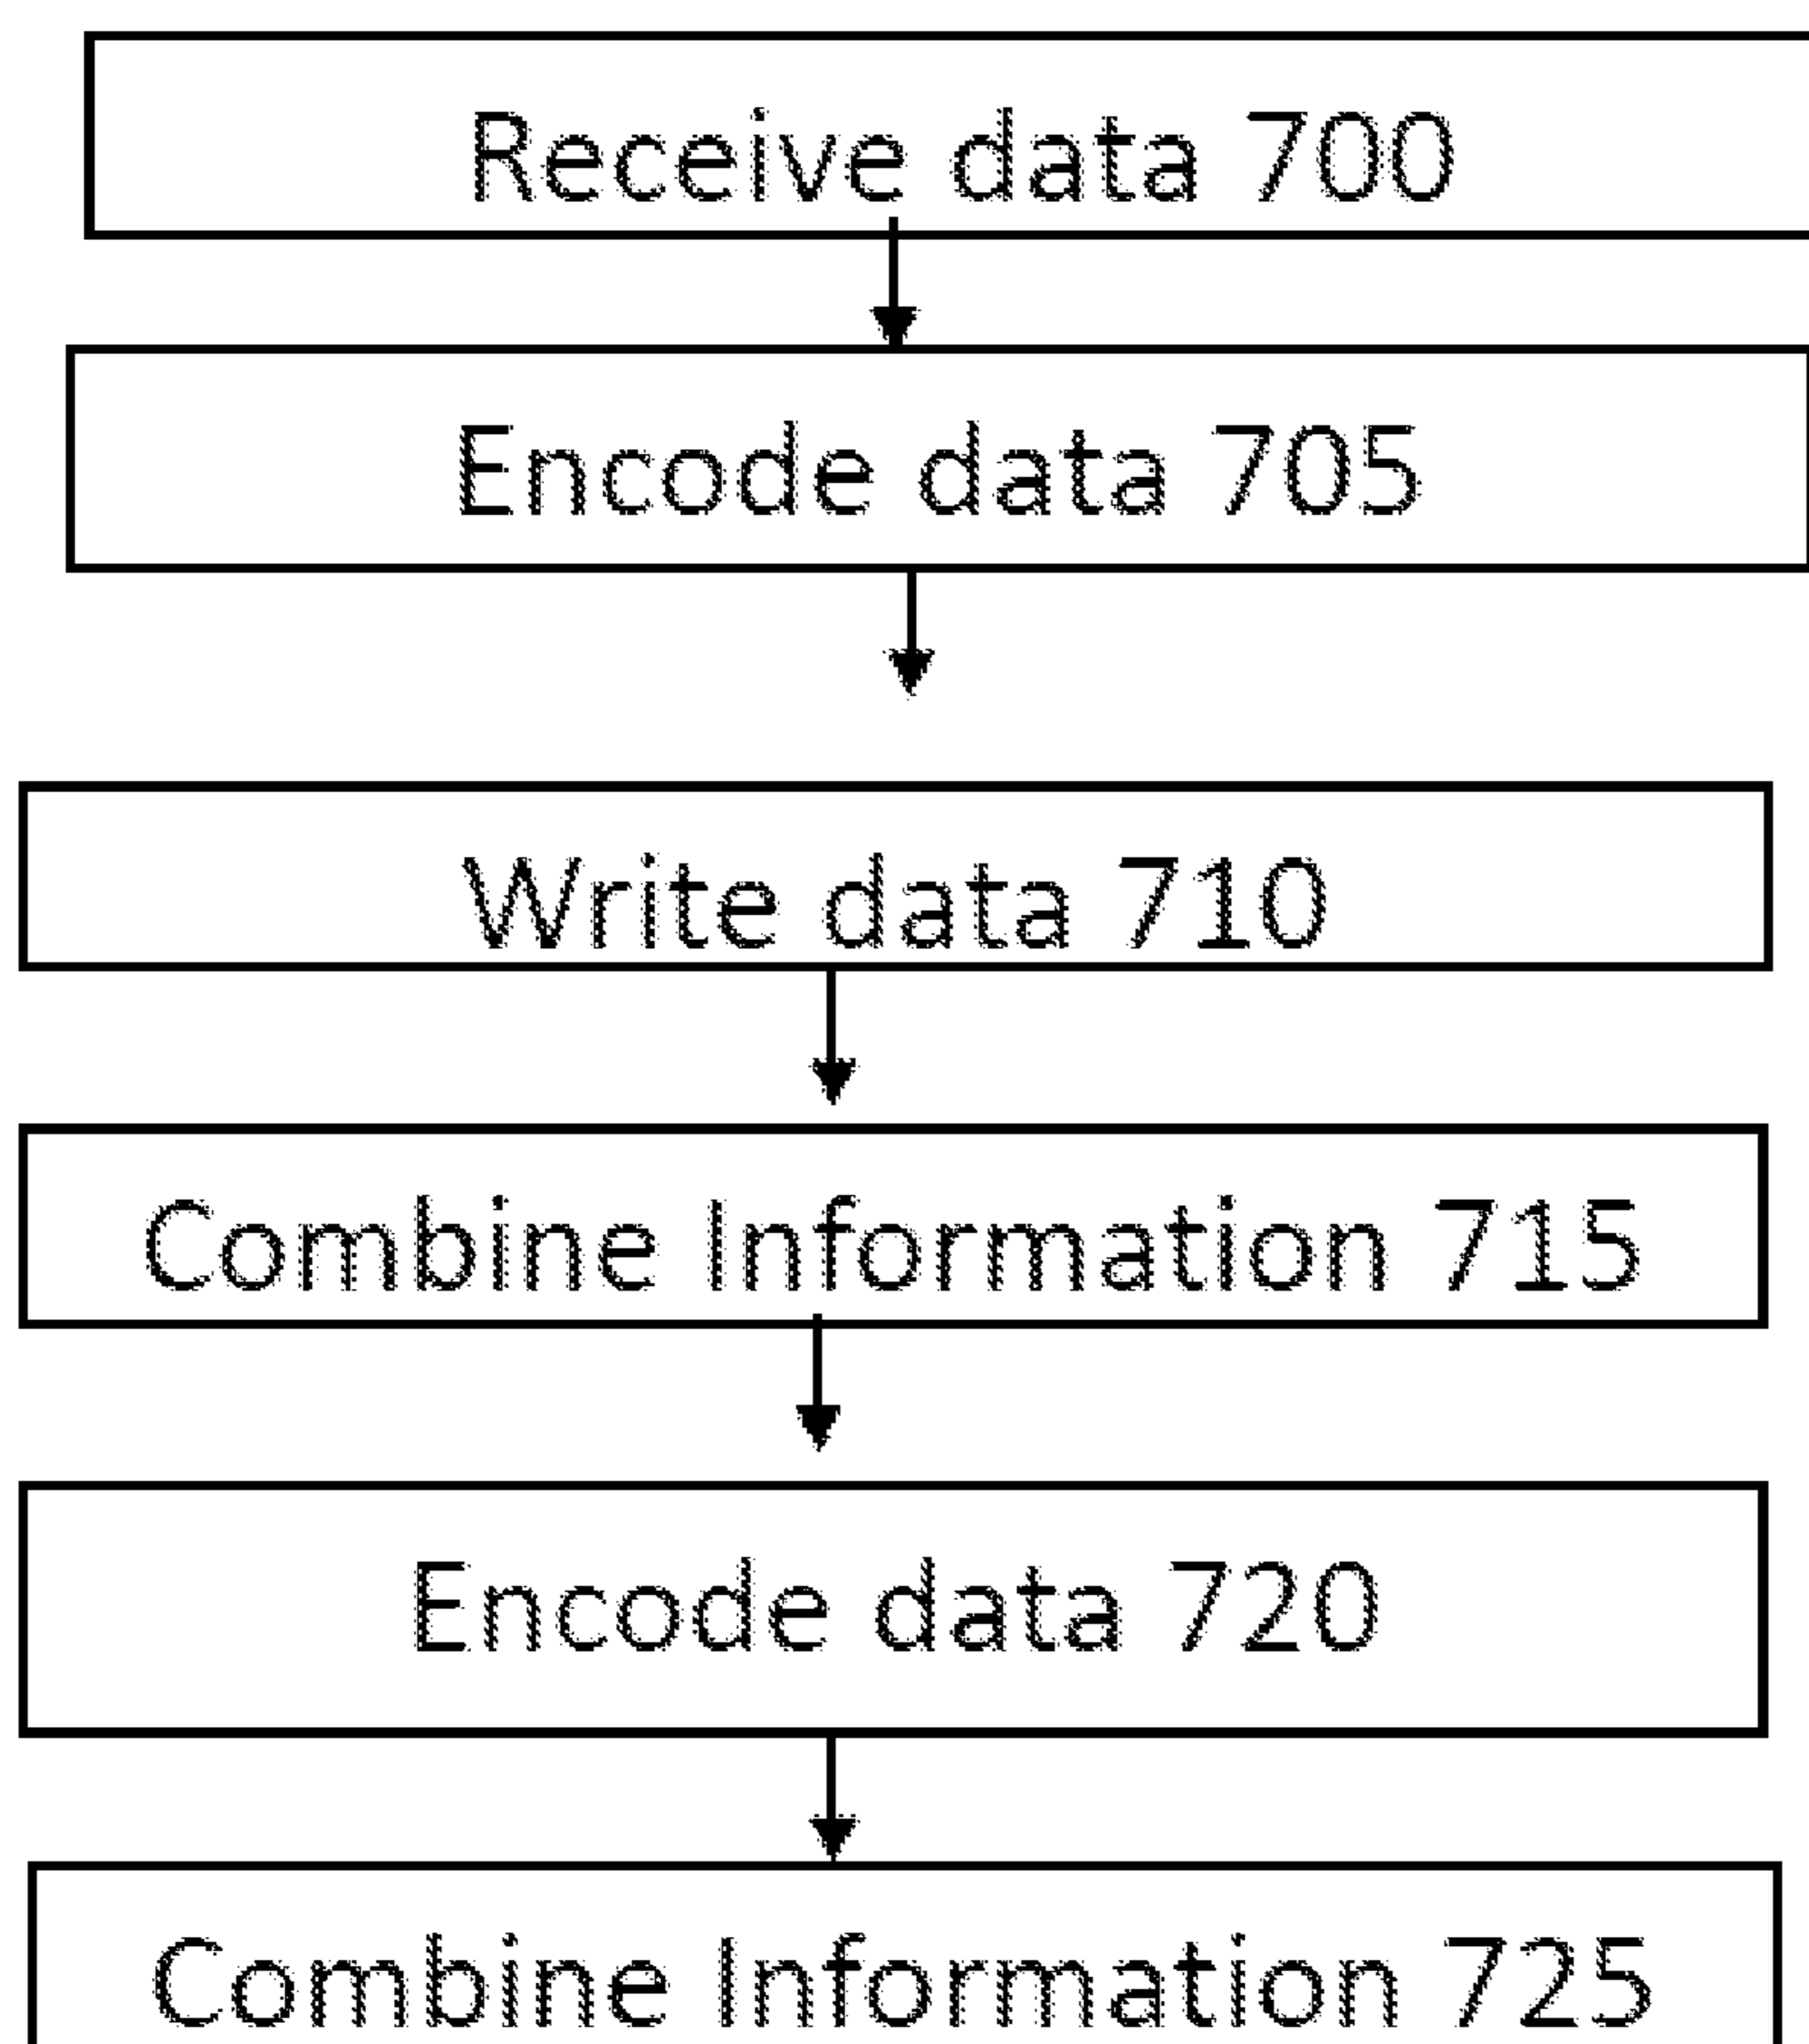 Receive data 700
Encode data 705
Write data 710
Combine Information 715
Encode data 720
Combine Information 725